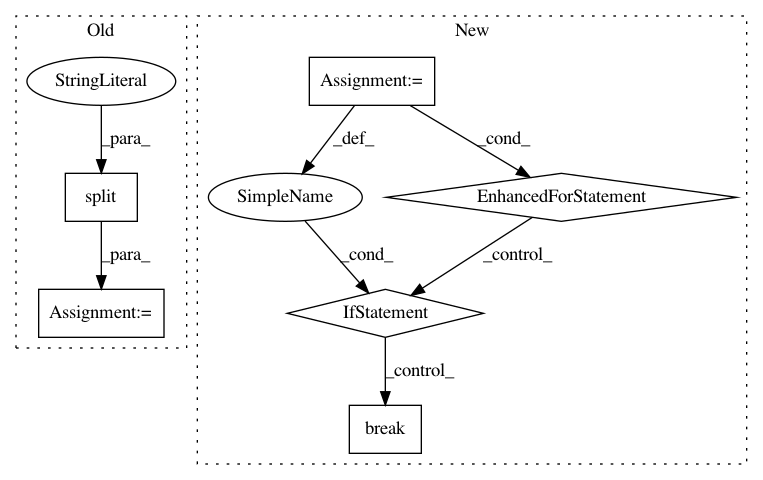 Old
New
StringLiteral
Assignment:=
_para_
_def_
_cond_
split
SimpleName
EnhancedForStatement
_para_
_cond_
_control_
Assignment:=
IfStatement
_control_
break